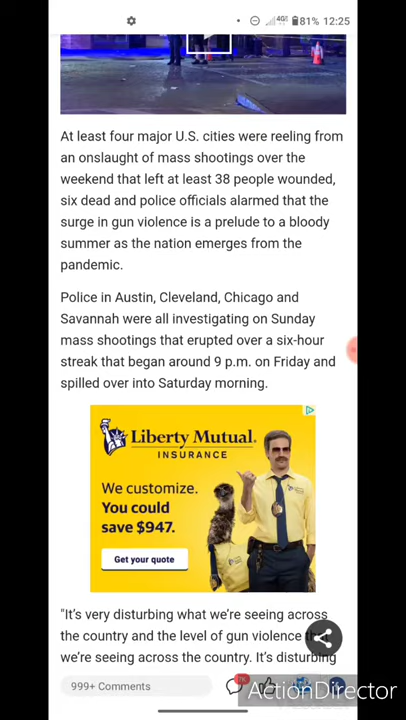 4G 81% 12:25
At least four major U.S. cities were reeling from
an onslaught of mass shootings over the
weekend that left at least 38 people wounded,
six dead and police officials alarmed that the
surge in gun violence is a prelude to a bloody
summer as the nation emerges from the
pandemic.
Police in Austin, Cleveland, Chicago and
Savannah were all investigating on Sunday
mass shootings that erupted over a six-hour
streak that began around 9 p.m. on Friday and
spilled over into Saturday morning.
Liberty Mutual.
INSURANCE
We customize.
You could
save $947.
Get your quote
"It's very disturbing what we're seeing across
the country and the level of gun violence that
we're seeing across the country. It's disturbing
999+ Comments
ActionDirector